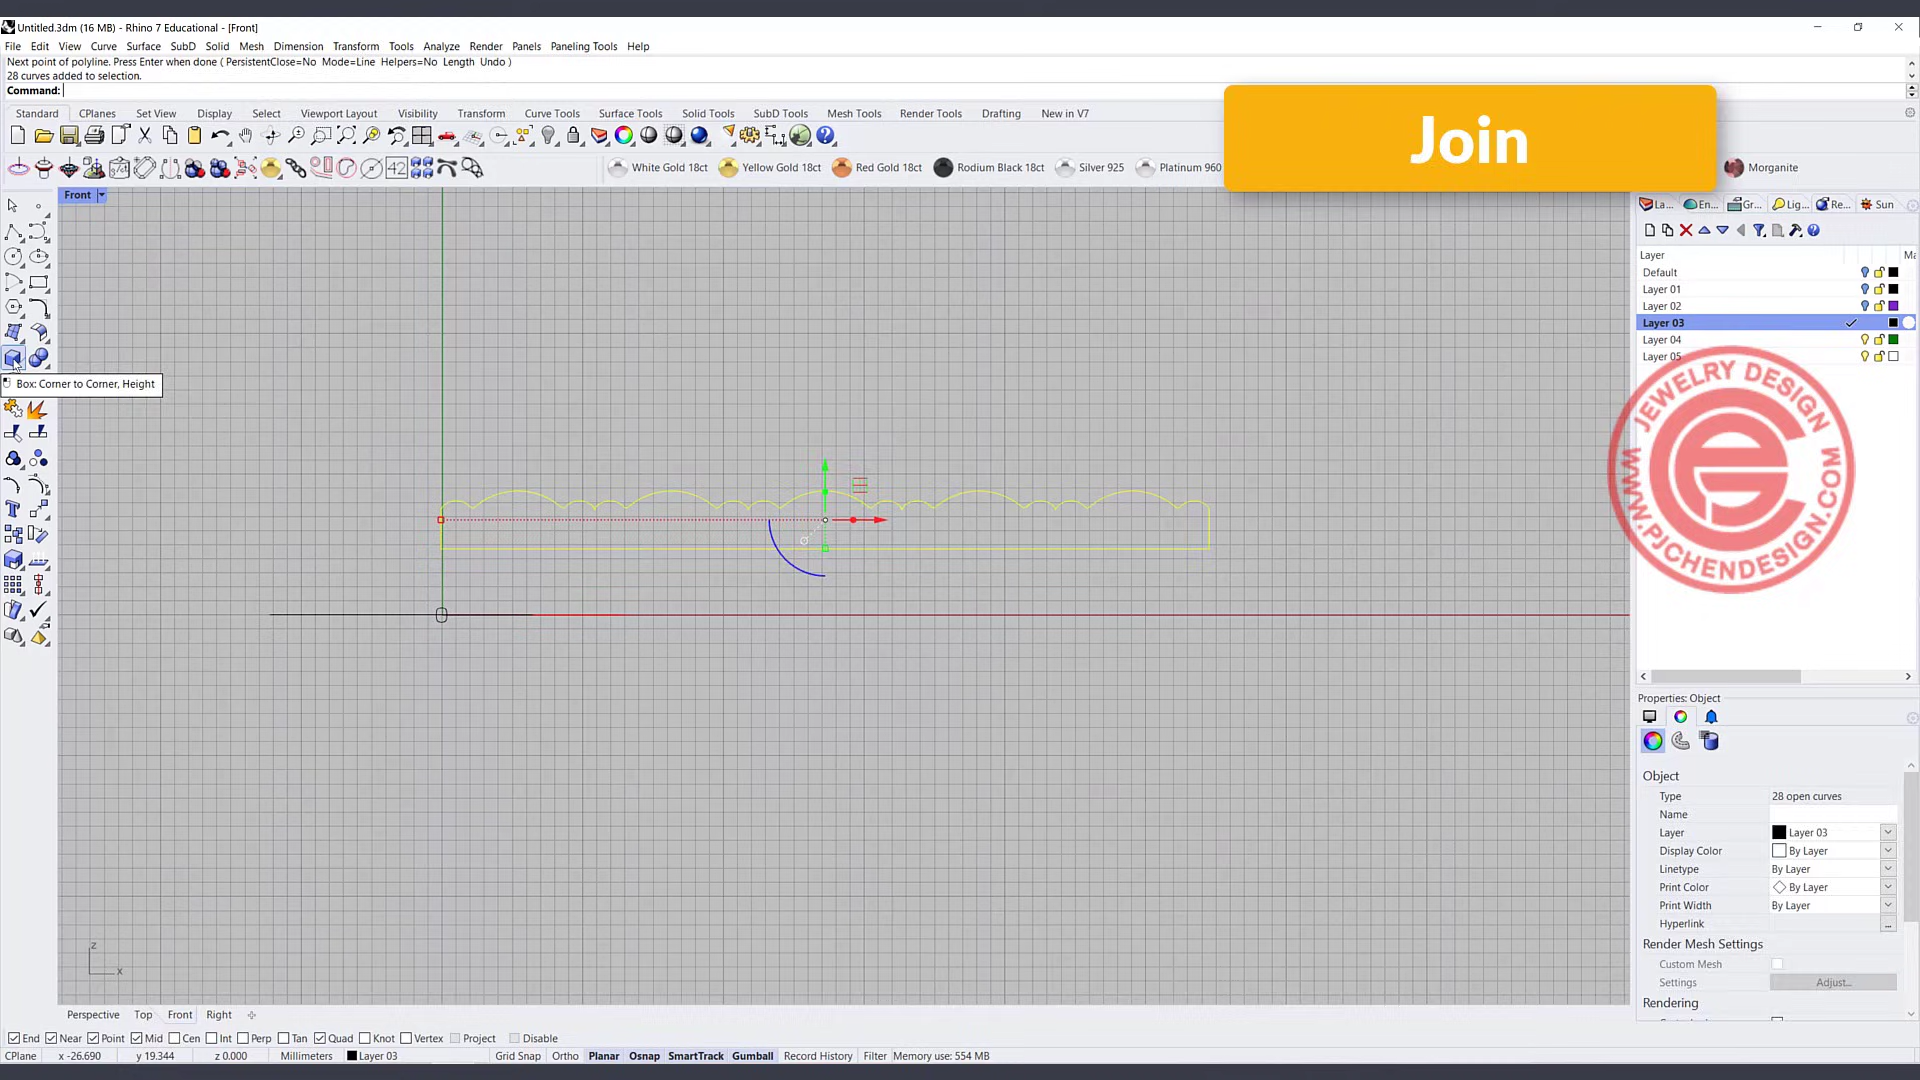 Untitled.3dm (16 MB) - Rhino 7 Educational - [Front]
File Edit View Curve Surface SubD Solid Mesh Dimension Transform Tools Analyze Render Panels Paneling Tools Help
Next point of polyline. Press Enter when done ( PersistentClose=No Mode=Line Helpers=No Length Undo )
28 curves added to selection.
Command:
Standard CPlanes Set View Display Select Viewport Layout Visibility Transform Curve Tools Surface Tools Solid Tools SubD Tools Mesh Tools Render Tools Drafting New in V7
Join
White Gold 18ct Yellow Gold 18ct Red Gold 18ct Rodium Black 18ct Silver 925 Platinum 960 Morganite
Front
La... En... Gr... Lig... Re... Sun
Layer Ma
Default
Layer 01
Layer 02
Layer 03
Layer 04
Layer 05
Box: Corner to Corner, Height
JEWELRY DESIGN
WWW.PJCHENDESIGN.COM
Properties: Object
Object
Type 28 open curves
Name
Layer Layer 03
Display Color By Layer
Linetype By Layer
Print Color By Layer
Print Width By Layer
Hyperlink ...
Render Mesh Settings
Custom Mesh
Settings Adjust...
Rendering
z
x
Perspective Top Front Right
End Near Point Mid Cen Int Perp Tan Quad Knot Vertex Project Disable
CPlane x -26.690 y 19.344 z 0.000 Millimeters Layer 03 Grid Snap Ortho Planar Osnap SmartTrack Gumball Record History Filter Memory use: 554 MB